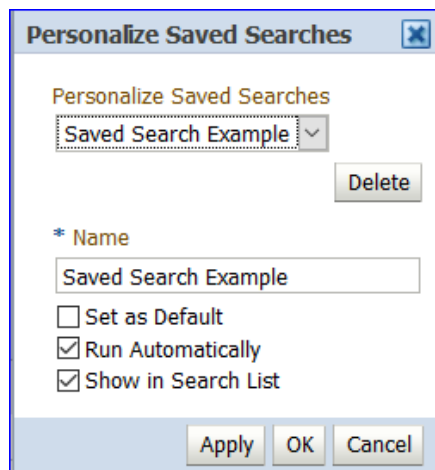 Personalize Saved Searches
Personalize Saved Searches
Saved Search Example
Delete
* Name
Saved Search Example
Set as Default
Run Automatically
Show in Search List
Apply OK Cancel